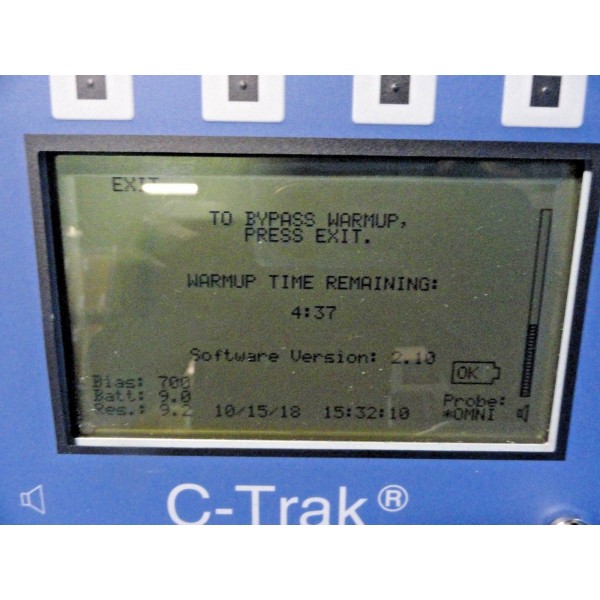 EXIT
TO BYPASS WARMUP,
PRESS EXIT.
WARMUP TIME REMAINING:
4:37
Software Version: 2.10
OK
Bias: 700
Batt: 9.0
Res.: 9.2 10/15/18 15:32:10
Probe:
*OMNI
C-Trak®